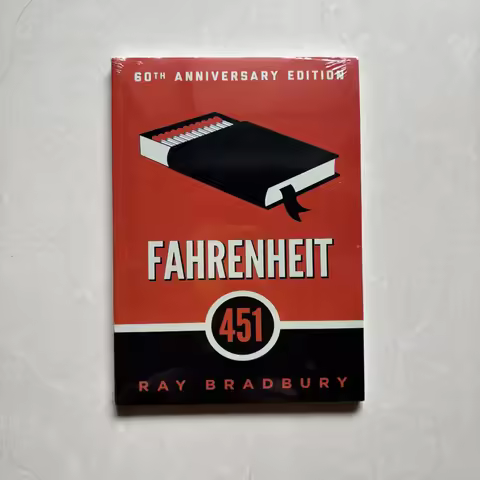 60TH ANNIVERSARY EDITION
FAHRENHEIT
451
RAY BRADBURY